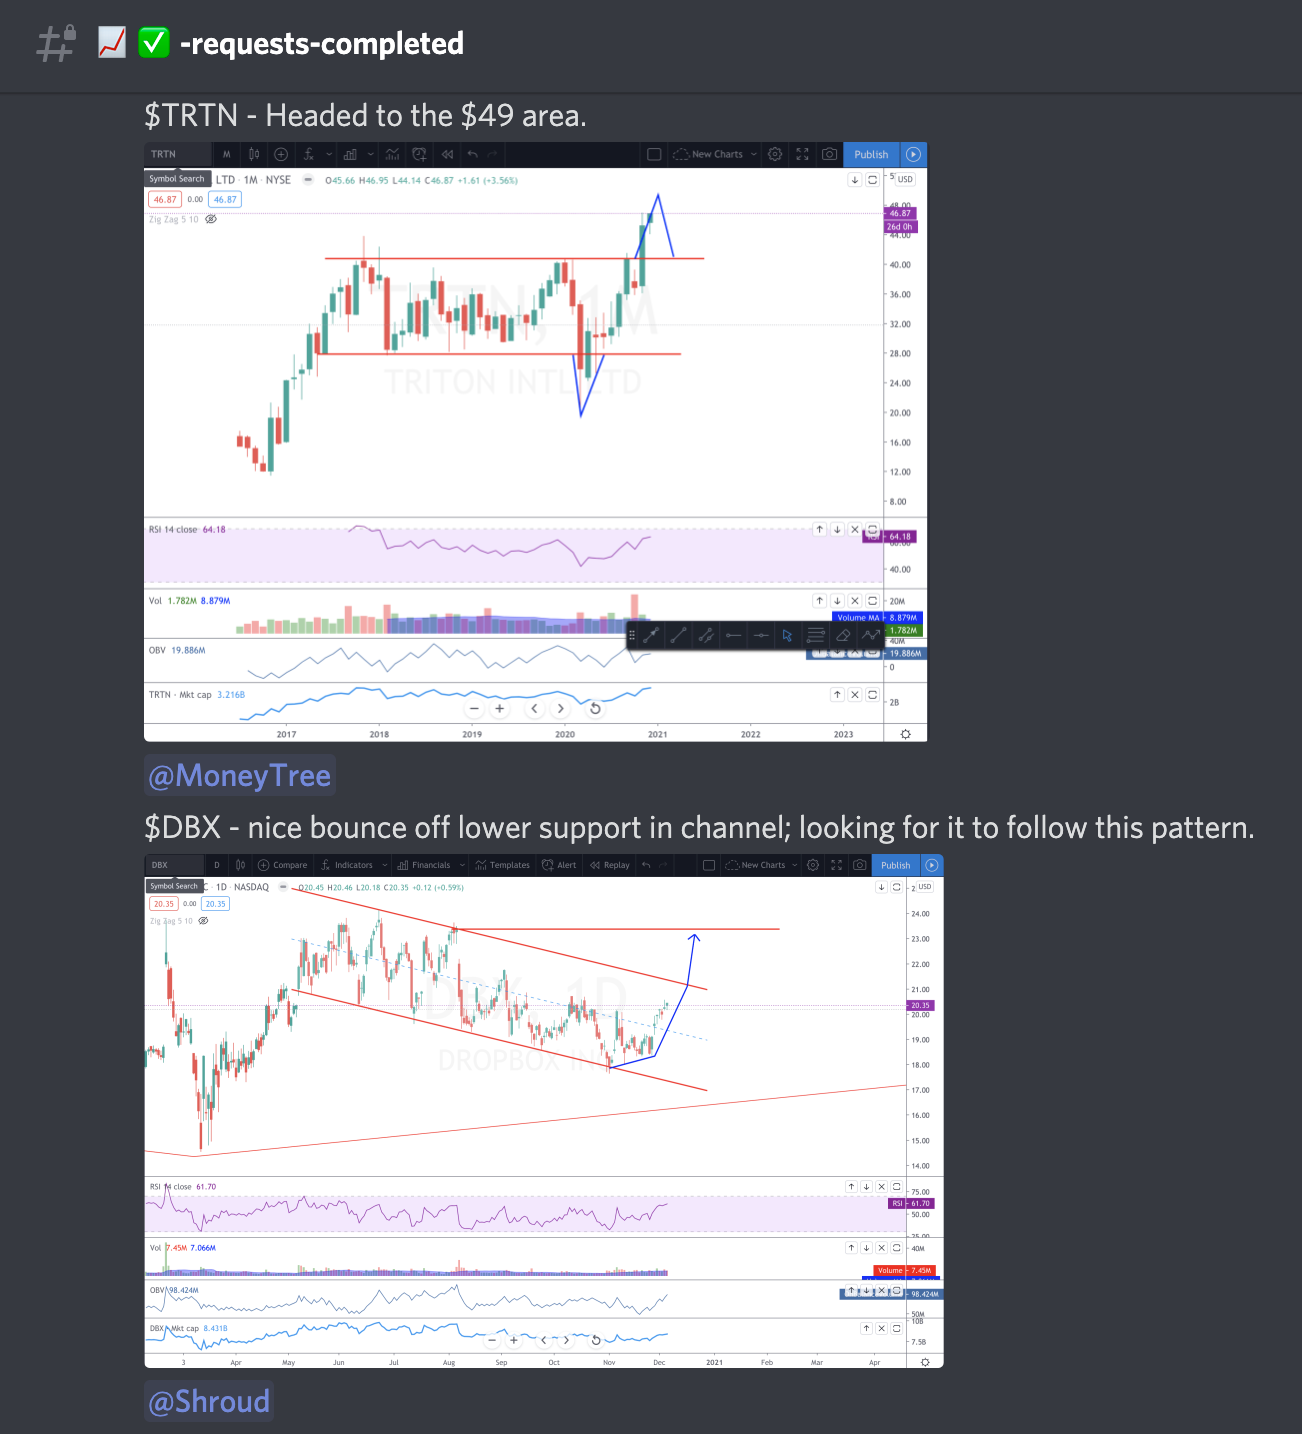 -requests-completed
$TRTN - Headed to the $49 area.
TRTN M New Charts Publish
Symbol Search LTD · 1M · NYSE O45.66 H46.95 L44.14 C46.87 +1.61 (+3.56%) USD
46.87 0.00 46.87
Zig Zag 5 10
48.00
46.87
26d 0h
44.00
40.00
36.00
TRTN, 1M
32.00
28.00
TRITON INTL LTD
24.00
20.00
16.00
12.00
8.00
RSI 14 close 64.18
RSI 64.18
60.00
40.00
Vol 1.782M 8.879M 20M
Volume MA 8.879M
1.782M
40M
OBV 19.886M 19.886M
0
TRTN · Mkt cap 3.216B
2B
2017 2018 2019 2020 2021 2022 2023
@MoneyTree
$DBX - nice bounce off lower support in channel; looking for it to follow this pattern.
DBX D Compare Indicators Financials Templates Alert Replay New Charts Publish
Symbol Search C · 1D · NASDAQ O20.45 H20.46 L20.18 C20.35 +0.12 (+0.59%) USD
20.35 0.00 20.35
Zig Zag 5 10
24.00
23.00
22.00
21.00
DBX, 1D
20.35
20.00
19.00
DROPBOX IN
18.00
17.00
16.00
15.00
14.00
RSI 14 close 61.70 75.00
RSI 61.70
50.00
25.00
Vol 7.45M 7.066M 40M
Volume 7.45M
OBV 98.424M 98.424M
50M
10B
DBX · Mkt cap 8.431B
7.5B
3 Apr May Jun Jul Aug Sep Oct Nov Dec 2021 Feb Mar Apr
@Shroud